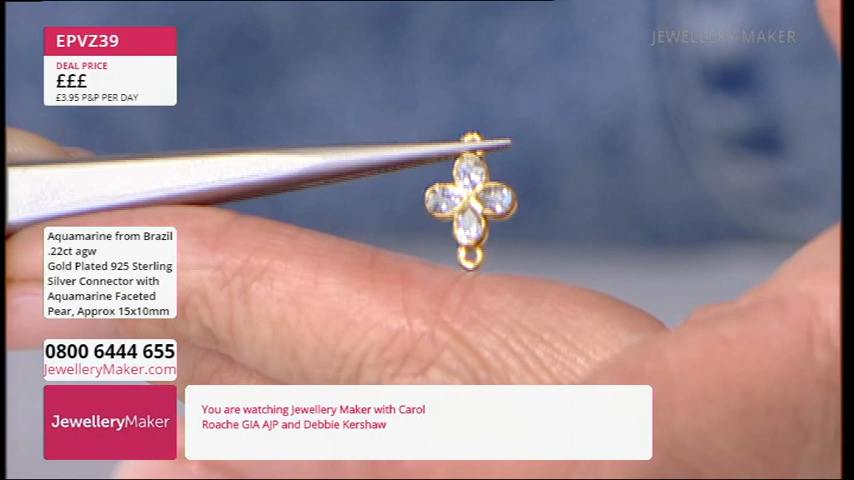 EPVZ39
DEAL PRICE
£££
£3.95 P&P PER DAY
JEWELLERY MAKER
Aquamarine from Brazil
.22ct agw
Gold Plated 925 Sterling
Silver Connector with
Aquamarine Faceted
Pear, Approx 15x10mm
0800 6444 655
JewelleryMaker.com
JewelleryMaker
You are watching Jewellery Maker with Carol
Roache GIA AJP and Debbie Kershaw